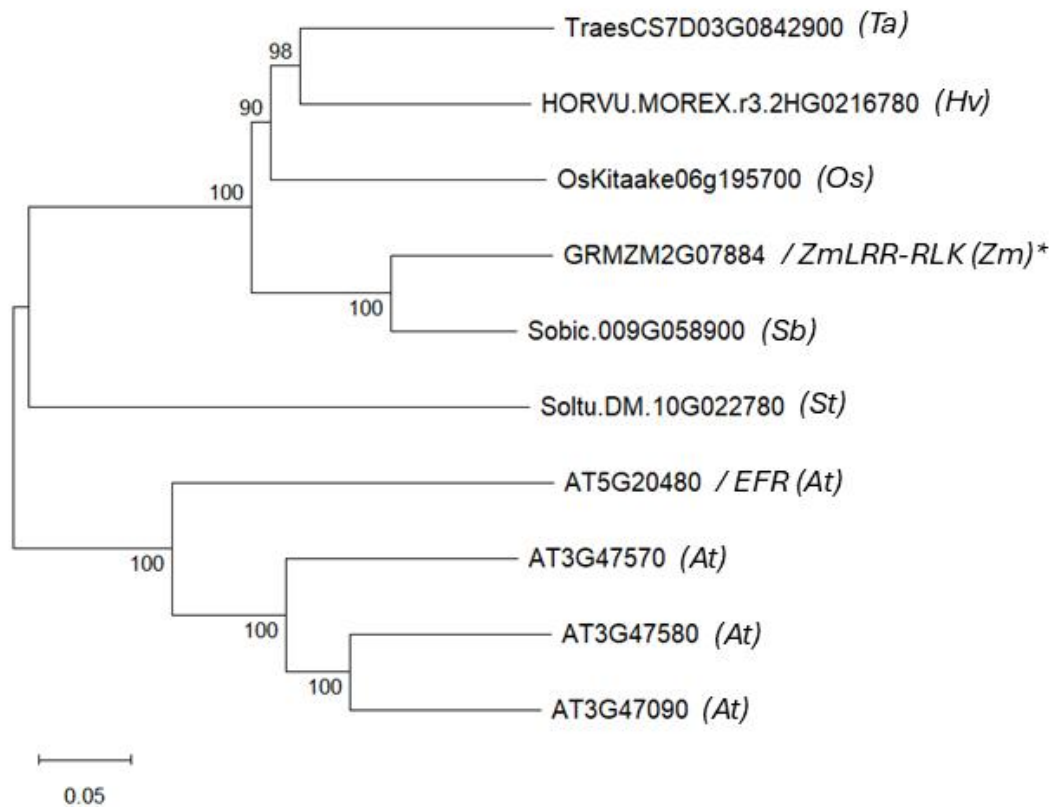 TraesCS7D03G0842900 (Ta)
98
HORVU.MOREX.r3.2HG0216780 (Hv)
90
OsKitaake06g195700 (Os)
100
GRMZM2G07884 / ZmLRR-RLK (Zm)*
100
Sobic.009G058900 (Sb)
Soltu.DM.10G022780 (St)
AT5G20480 / EFR (At)
100
AT3G47570 (At)
100
AT3G47580 (At)
100
AT3G47090 (At)
0.05